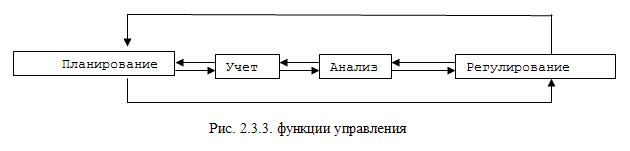 Планирование Учет Анализ Регулирование
Рис. 2.3.3. функции управления